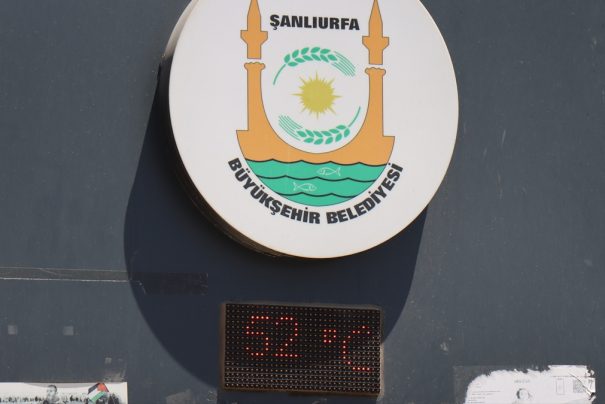 ŞANLIURFA
BÜYÜKŞEHİR BELEDİYESİ
52 °C